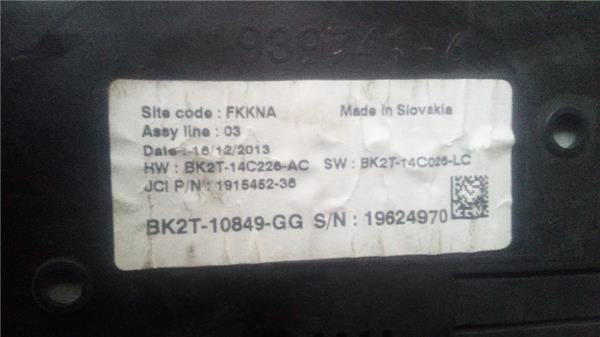 Site code : FKKNA Made in Slovakia
Assy line : 03
Date : 16/12/2013
HW : BK2T-14C226-AC SW : BK2T-14C026-LC
JCI P/N : 1915452-36
BK2T-10849-GG S/N : 19624970